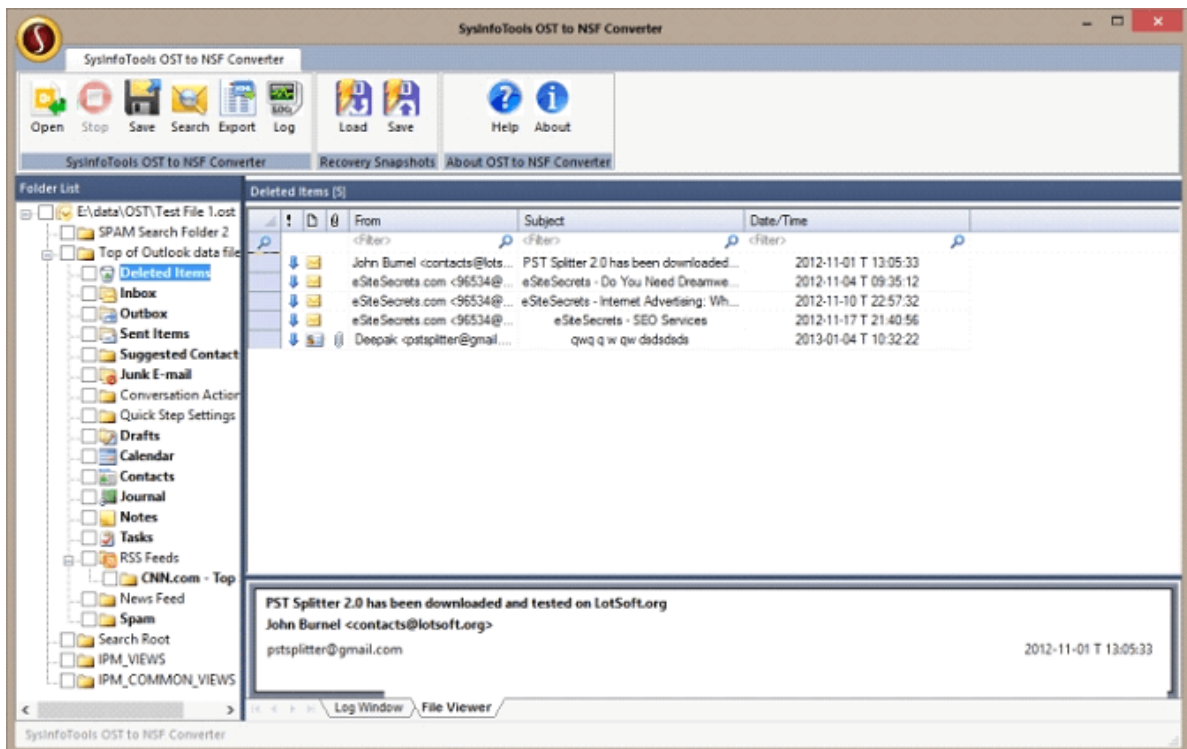 SysInfoTools OST to NSF Converter
SysInfoTools OST to NSF Converter
Open Stop Save Search Export Log Load Save Help About
SysInfoTools OST to NSF Converter Recovery Snapshots About OST to NSF Converter
Folder List
E:\data\OST\Test File 1.ost
SPAM Search Folder 2
Top of Outlook data file
Deleted Items
Inbox
Outbox
Sent Items
Suggested Contact
Junk E-mail
Conversation Action
Quick Step Settings
Drafts
Calendar
Contacts
Journal
Notes
Tasks
RSS Feeds
CNN.com - Top
News Feed
Spam
Search Root
IPM_VIEWS
IPM_COMMON_VIEWS
Deleted Items [5]
From Subject Date/Time
<Filter> <Filter> <Filter>
John Burnel <contacts@lots... PST Splitter 2.0 has been downloaded... 2012-11-01 T 13:05:33
eSiteSecrets.com <96534@... eSiteSecrets - Do You Need Dreamwe... 2012-11-04 T 09:35:12
eSiteSecrets.com <96534@... eSiteSecrets - Internet Advertising: Wh... 2012-11-10 T 22:57:32
eSiteSecrets.com <96534@... eSiteSecrets - SEO Services 2012-11-17 T 21:40:56
Deepak <pstsplitter@gmail.... qwq q w qw dsdsdsds 2013-01-04 T 10:32:22
PST Splitter 2.0 has been downloaded and tested on LotSoft.org
John Burnel <contacts@lotsoft.org>
pstsplitter@gmail.com 2012-11-01 T 13:05:33
Log Window File Viewer
SysInfoTools OST to NSF Converter